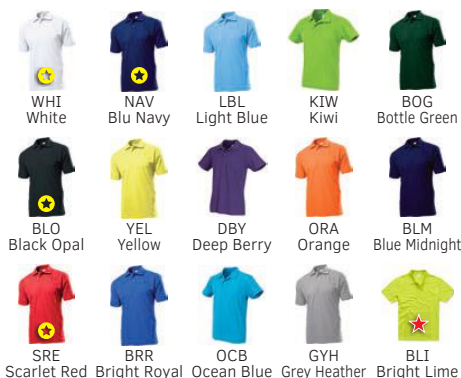 WHI NAV LBL KIW BOG
White Blu Navy Light Blue Kiwi Bottle Green
BLO YEL DBY ORA BLM
Black Opal Yellow Deep Berry Orange Blue Midnight
SRE BRR OCB GYH BLI
Scarlet Red Bright Royal Ocean Blue Grey Heather Bright Lime